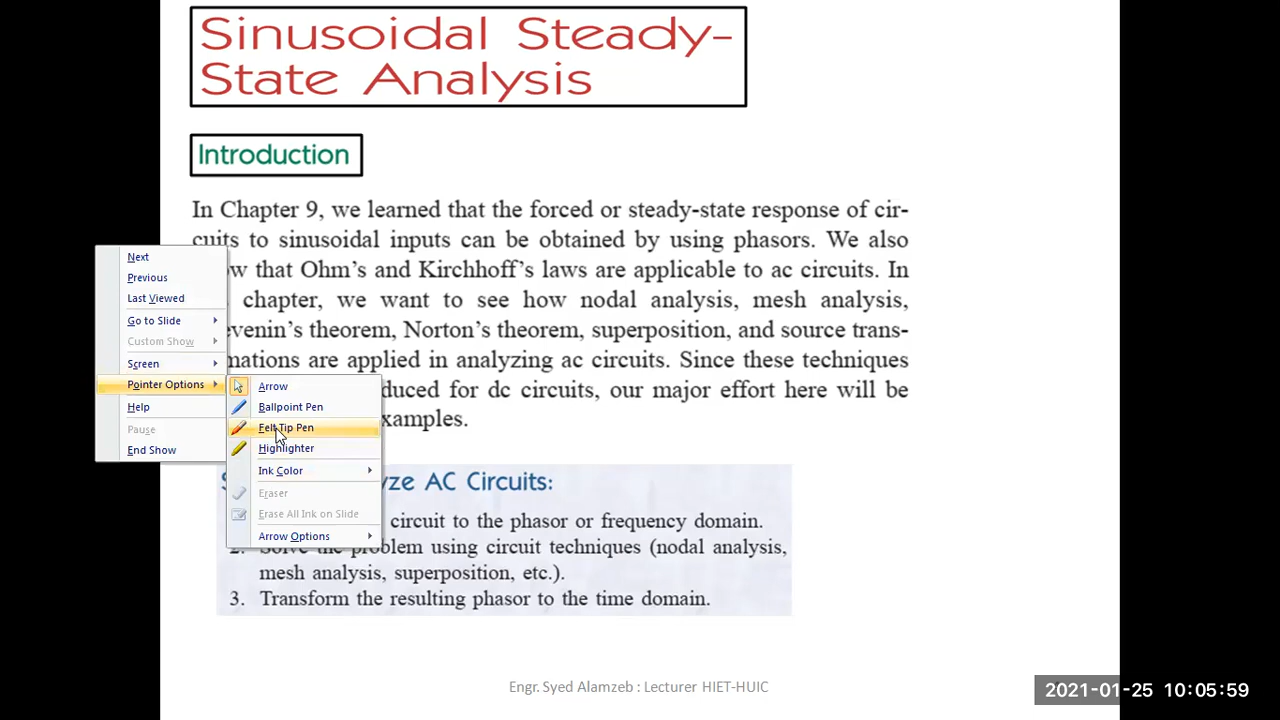 Sinusoidal Steady-
State Analysis
Introduction
In Chapter 9, we learned that the forced or steady-state response of cir-
cuits to sinusoidal inputs can be obtained by using phasors. We also
that Ohm's and Kirchhoff's laws are applicable to ac circuits. In
chapter, we want to see how nodal analysis, mesh analysis,
theorem, Norton's theorem, superposition, and source trans-
are applied in analyzing ac circuits. Since these techniques
for dc circuits, our major effort here will be
Next
Previous
Last Viewed
Go to Slide
Custom Show
Screen
Pointer Options
Help
Pause
End Show
Arrow
Ballpoint Pen
Felt Tip Pen
Highlighter
Ink Color
Eraser
Erase All Ink on Slide
Arrow Options
AC Circuits:
circuit to the phasor or frequency domain.
2. Solve the problem using circuit techniques (nodal analysis,
mesh analysis, superposition, etc.).
3. Transform the resulting phasor to the time domain.
Engr. Syed Alamzeb : Lecturer HIET-HUIC
2021-01-25 10:05:59